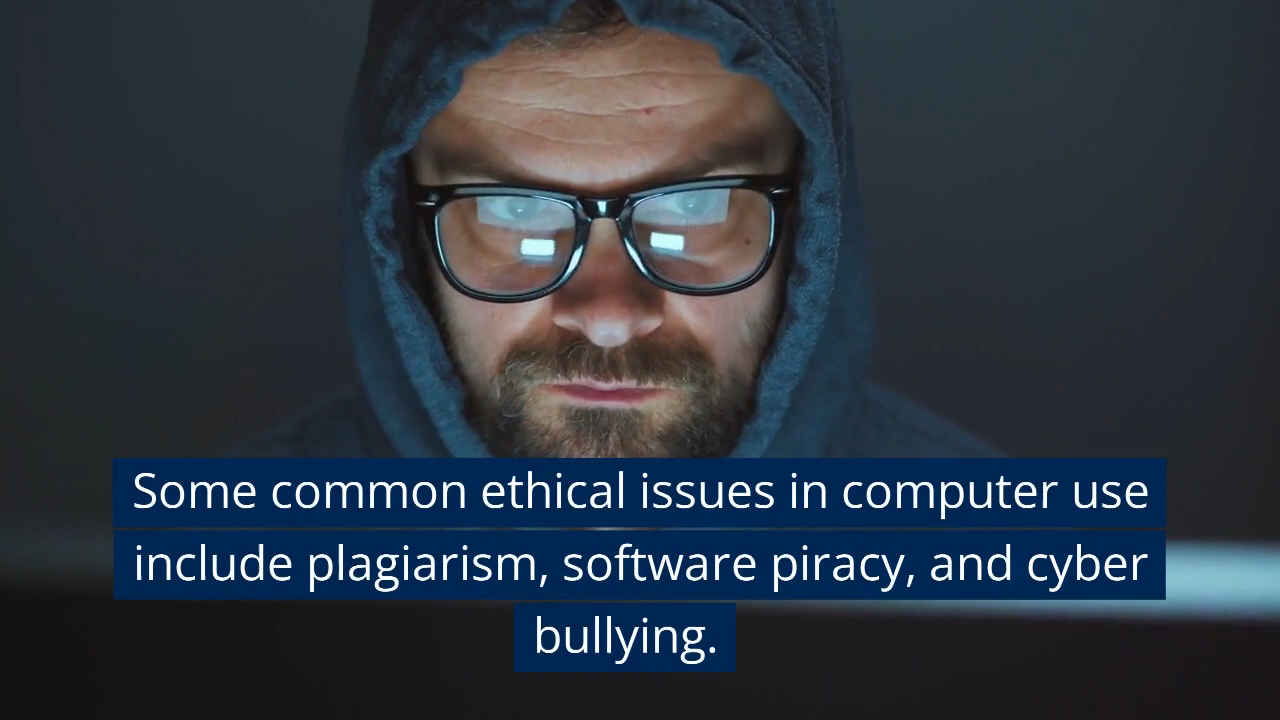 Some common ethical issues in computer use
include plagiarism, software piracy, and cyber
bullying.